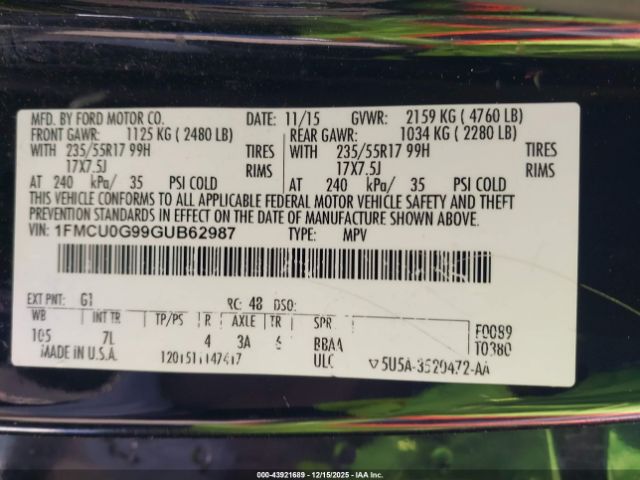 MFD. BY FORD MOTOR CO. DATE: 11/15 GVWR: 2159 KG ( 4760 LB)
FRONT GAWR: 1125 KG ( 2480 LB) REAR GAWR: 1034 KG ( 2280 LB)
WITH 235/55R17 99H TIRES WITH 235/55R17 99H TIRES
17X7.5J RIMS 17X7.5J RIMS
AT 240 kPa/ 35 PSI COLD AT 240 kPa/ 35 PSI COLD
THIS VEHICLE CONFORMS TO ALL APPLICABLE FEDERAL MOTOR VEHICLE SAFETY AND THEFT
PREVENTION STANDARDS IN EFFECT ON THE DATE OF MANUFACTURE SHOWN ABOVE.
VIN: 1FMCU0G99GUB62987 TYPE: MPV
EXT PNT: G1 RC: 48 DSO:
WB INT TR TP/PS R AXLE TR SPR F0089
105 7L 4 3A 6 BBAA T0380
MADE IN U.S.A. ULC
000-43921689 - 12/15/2025 - IAA Inc.